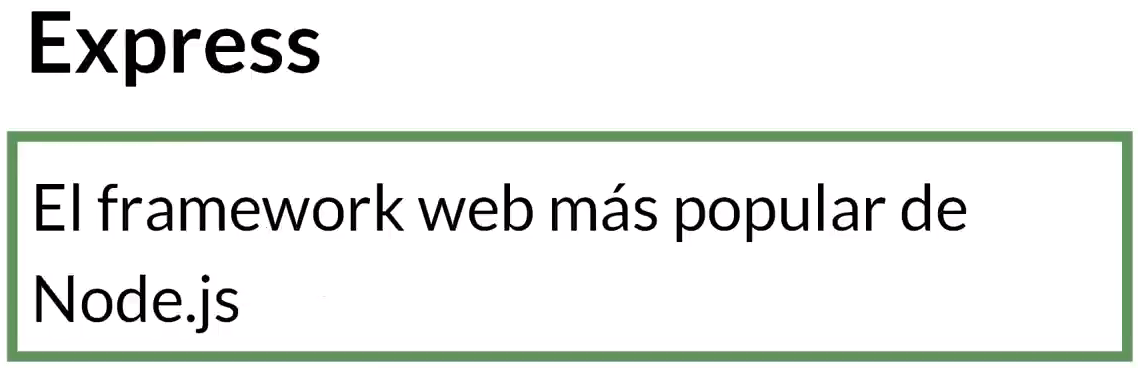 Express
El framework web más popular de
Node.js